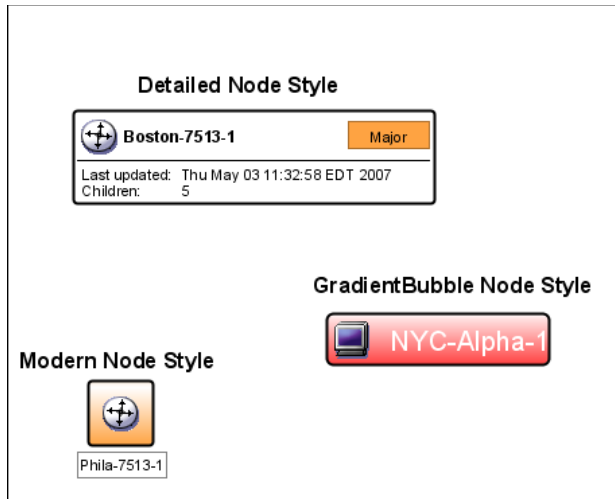 Detailed Node Style
Boston-7513-1
Major
Last updated: Thu May 03 11:32:58 EDT 2007
Children: 5
GradientBubble Node Style
NYC-Alpha-1
Modern Node Style
Phila-7513-1